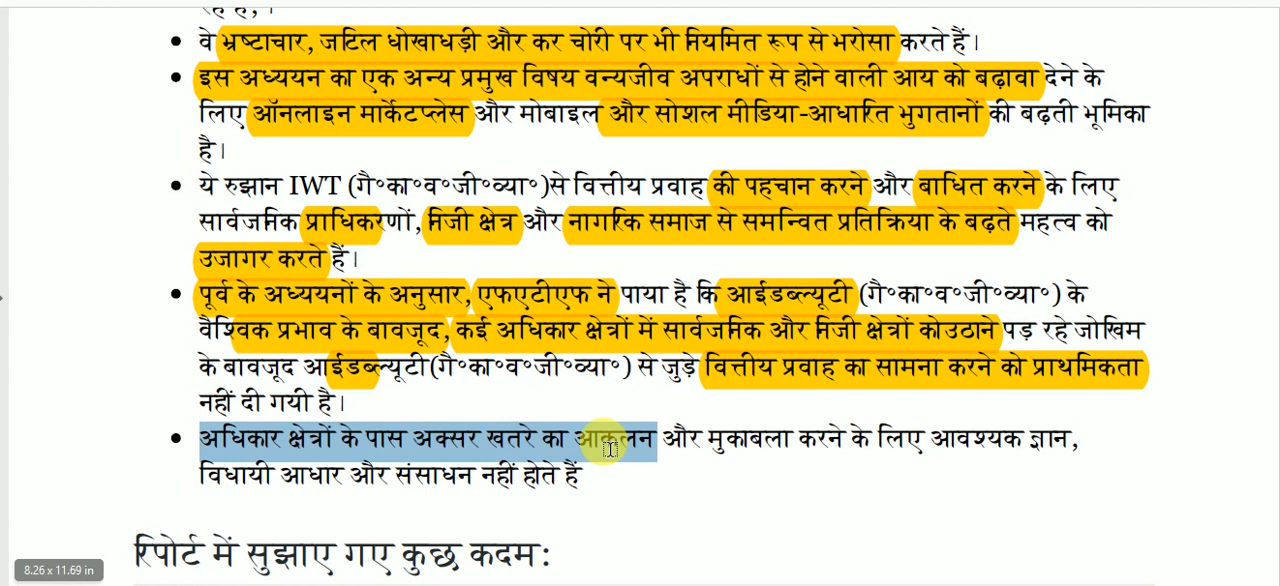 • वे भ्रष्टाचार, जटिल धोखाधड़ी और कर चोरी पर भी नियमित रूप से भरोसा करते हैं।
• इस अध्ययन का एक अन्य प्रमुख विषय वन्यजीव अपराधों से होने वाली आय को बढ़ावा देने के
लिए ऑनलाइन मार्केटप्लेस और मोबाइल और सोशल मीडिया-आधारित भुगतानों की बढ़ती भूमिका
है।
• ये रुझान IWT (गै॰का॰व॰जी॰व्या॰)से वित्तीय प्रवाह की पहचान करने और बाधित करने के लिए
सार्वजनिक प्राधिकरणों, निजी क्षेत्र और नागरिक समाज से समन्वित प्रतिक्रिया के बढ़ते महत्व को
उजागर करते हैं।
• पूर्व के अध्ययनों के अनुसार, एफएटीएफ ने पाया है कि आईडब्ल्यूटी (गै॰का॰व॰जी॰व्या॰) के
वैश्विक प्रभाव के बावजूद, कई अधिकार क्षेत्रों में सार्वजनिक और निजी क्षेत्रों कोउठाने पड़ रहे जोखिम
के बावजूद आईडब्ल्यूटी(गै॰का॰व॰जी॰व्या॰) से जुड़े वित्तीय प्रवाह का सामना करने को प्राथमिकता
नहीं दी गयी है।
• अधिकार क्षेत्रों के पास अक्सर खतरे का आकलन और मुकाबला करने के लिए आवश्यक ज्ञान,
विधायी आधार और संसाधन नहीं होते हैं
रिपोर्ट में सुझाए गए कुछ कदम:
8.26 x 11.69 in